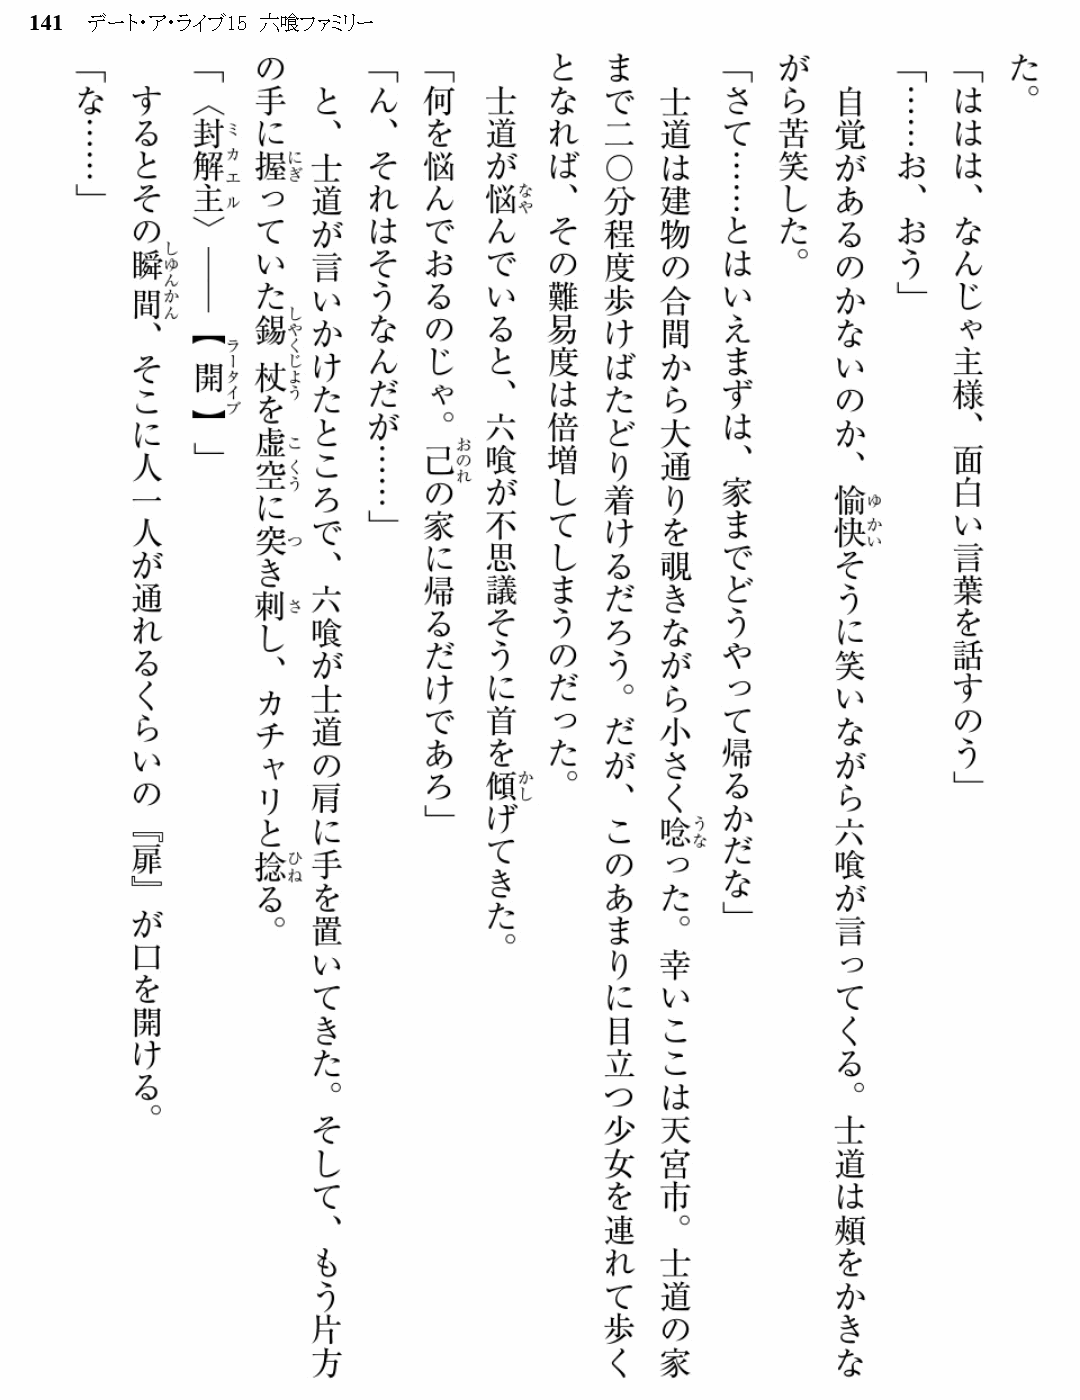 141 デート・ア・ライブ15 六喰ファミリー
た。
「ははは、なんじゃ主様、面白い言葉を話すのう」
「……お、おう」
　自覚があるのかないのか、愉快そうに笑いながら六喰が言ってくる。士道は頰をかきな
がら苦笑した。
「さて……とはいえまずは、家までどうやって帰るかだな」
　士道は建物の合間から大通りを覗きながら小さく唸った。幸いここは天宮市。士道の家
まで二〇分程度歩けばたどり着けるだろう。だが、このあまりに目立つ少女を連れて歩く
となれば、その難易度は倍増してしまうのだった。
　士道が悩んでいると、六喰が不思議そうに首を傾げてきた。
「何を悩んでおるのじゃ。己の家に帰るだけであろ」
「ん、それはそうなんだが……」
　と、士道が言いかけたところで、六喰が士道の肩に手を置いてきた。そして、もう片方
の手に握っていた錫杖を虚空に突き刺し、カチャリと捻る。
「〈封解主〉――【開】」
　するとその瞬間、そこに人一人が通れるくらいの『扉』が口を開ける。
「な……」